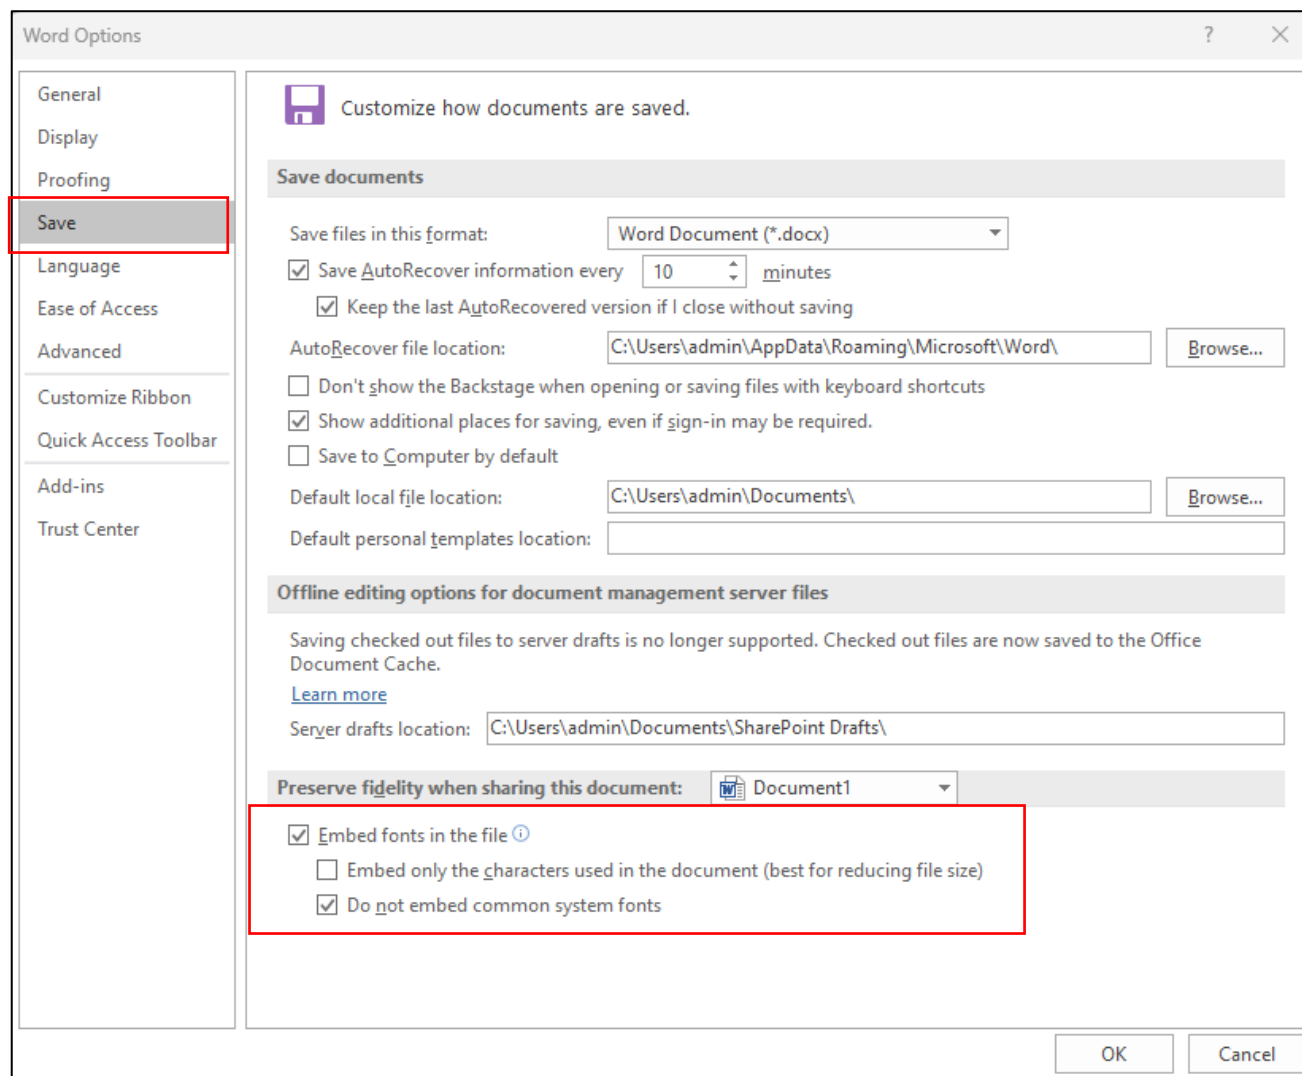 Word Options
?
General
Display
Proofing
Save
Language
Ease of Access
Advanced
Customize Ribbon
Quick Access Toolbar
Add-ins
Trust Center
Customize how documents are saved.
Save documents
Save files in this format: Word Document (*.docx)
Save AutoRecover information every 10 minutes
Keep the last AutoRecovered version if I close without saving
AutoRecover file location: C:\Users\admin\AppData\Roaming\Microsoft\Word\ Browse...
Don't show the Backstage when opening or saving files with keyboard shortcuts
Show additional places for saving, even if sign-in may be required.
Save to Computer by default
Default local file location: C:\Users\admin\Documents\ Browse...
Default personal templates location:
Offline editing options for document management server files
Saving checked out files to server drafts is no longer supported. Checked out files are now saved to the Office
Document Cache.
Learn more
Server drafts location: C:\Users\admin\Documents\SharePoint Drafts\
Preserve fidelity when sharing this document: Document1
Embed fonts in the file
Embed only the characters used in the document (best for reducing file size)
Do not embed common system fonts
OK Cancel